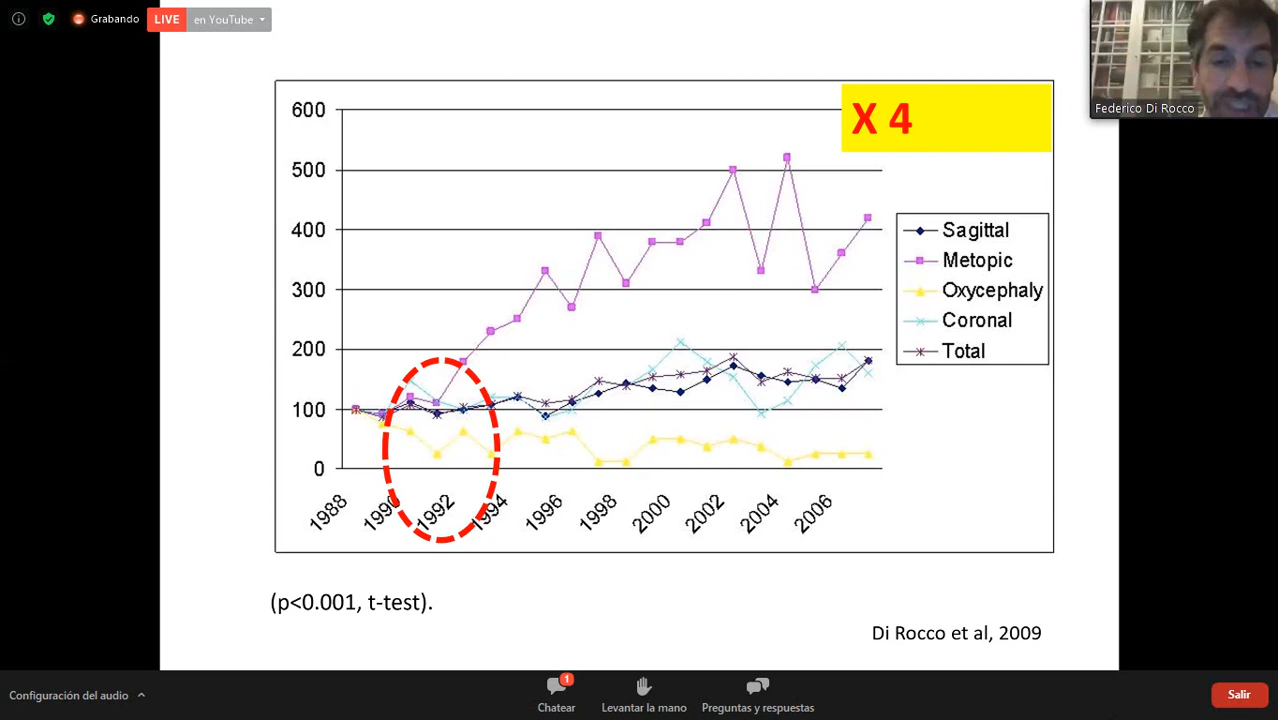 Grabando
LIVE en YouTube
Federico Di Rocco
X 4
600
500
400
300
200
100
0
1988
1990
1992
1994
1996
1998
2000
2002
2004
2006
Sagittal
Metopic
Oxycephaly
Coronal
Total
(p<0.001, t-test).
Di Rocco et al, 2009
Configuración del audio
1
Chatear
Levantar la mano
Preguntas y respuestas
Salir